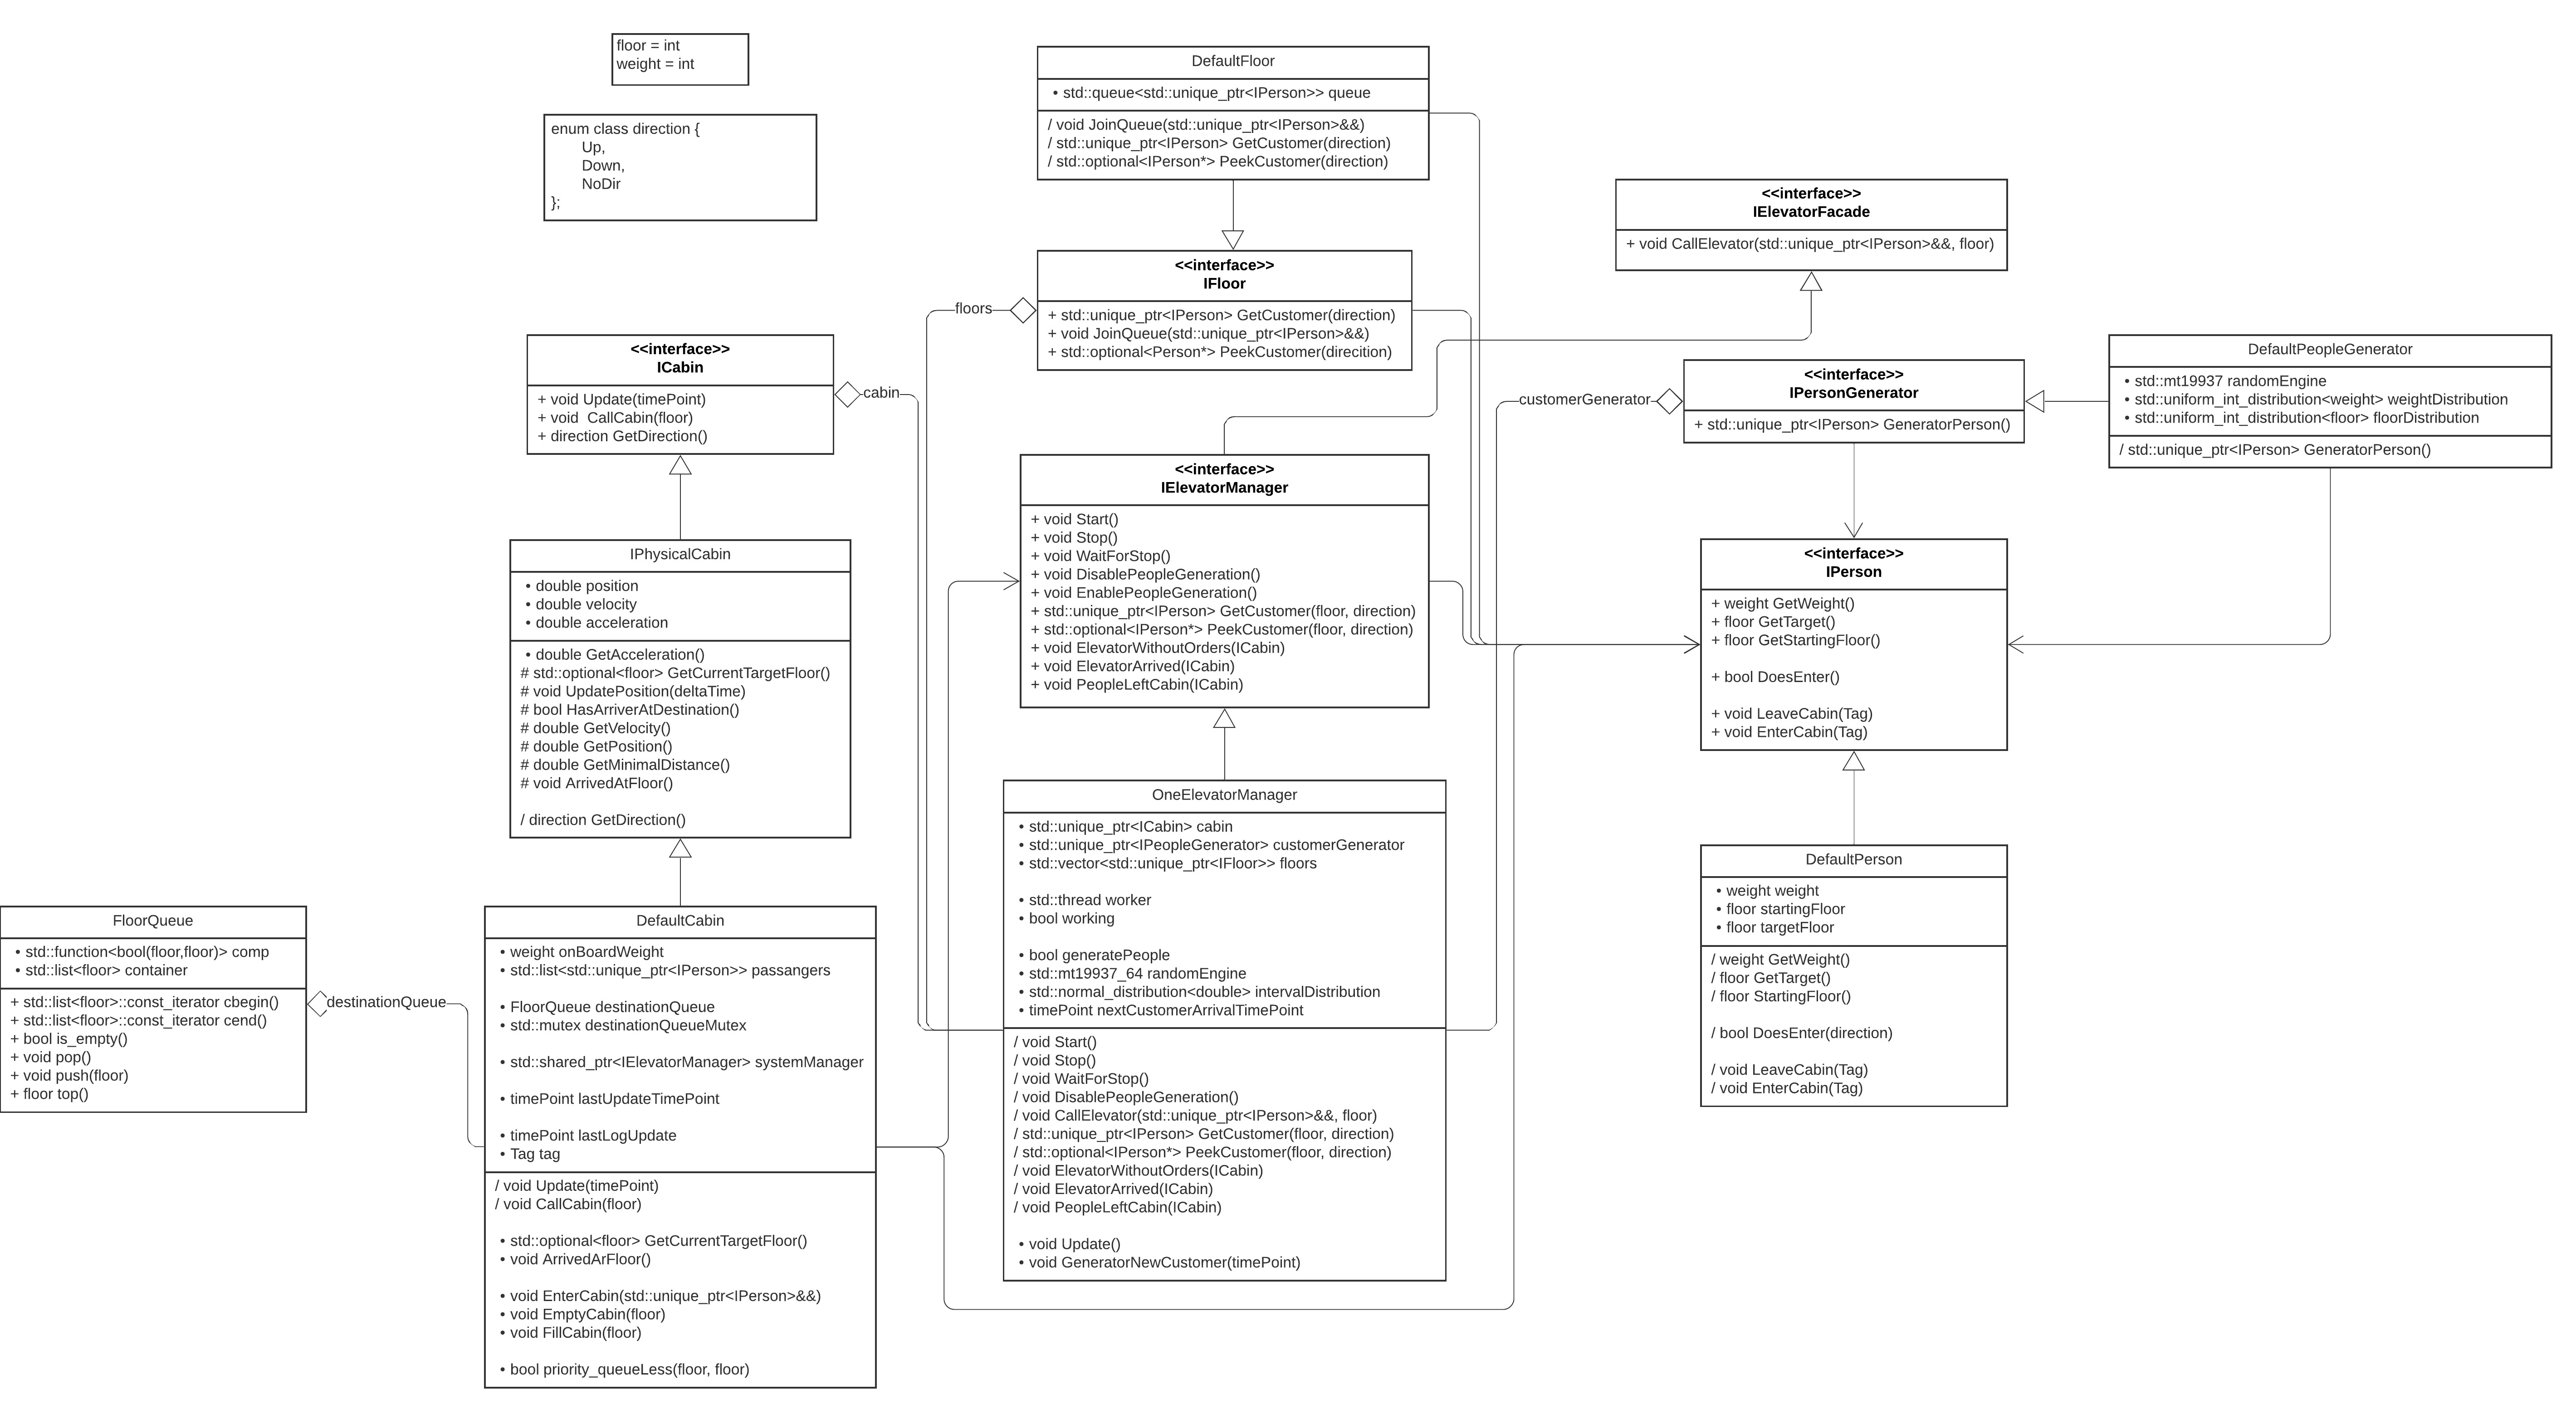 floor = int
weight = int
enum class direction {
Up,
Down,
NoDir
};
DefaultFloor
• std::queue<std::unique_ptr<IPerson>> queue
/ void JoinQueue(std::unique_ptr<IPerson>&&)
/ std::unique_ptr<IPerson> GetCustomer(direction)
/ std::optional<IPerson*> PeekCustomer(direction)
<<interface>>
IElevatorFacade
+ void CallElevator(std::unique_ptr<IPerson>&&, floor)
<<interface>>
IFloor
+ std::unique_ptr<IPerson> GetCustomer(direction)
+ void JoinQueue(std::unique_ptr<IPerson>&&)
+ std::optional<Person*> PeekCustomer(direcition)
floors
<<interface>>
ICabin
+ void Update(timePoint)
+ void  CallCabin(floor)
+ direction GetDirection()
cabin
customerGenerator
<<interface>>
IPersonGenerator
+ std::unique_ptr<IPerson> GeneratorPerson()
DefaultPeopleGenerator
• std::mt19937 randomEngine
• std::uniform_int_distribution<weight> weightDistribution
• std::uniform_int_distribution<floor> floorDistribution
/ std::unique_ptr<IPerson> GeneratorPerson()
<<interface>>
IElevatorManager
+ void Start()
+ void Stop()
+ void WaitForStop()
+ void DisablePeopleGeneration()
+ void EnablePeopleGeneration()
+ std::unique_ptr<IPerson> GetCustomer(floor, direction)
+ std::optional<IPerson*> PeekCustomer(floor, direction)
+ void ElevatorWithoutOrders(ICabin)
+ void ElevatorArrived(ICabin)
+ void PeopleLeftCabin(ICabin)
IPhysicalCabin
• double position
• double velocity
• double acceleration
• double GetAcceleration()
# std::optional<floor> GetCurrentTargetFloor()
# void UpdatePosition(deltaTime)
# bool HasArriverAtDestination()
# double GetVelocity()
# double GetPosition()
# double GetMinimalDistance()
# void ArrivedAtFloor()
/ direction GetDirection()
<<interface>>
IPerson
+ weight GetWeight()
+ floor GetTarget()
+ floor GetStartingFloor()
+ bool DoesEnter()
+ void LeaveCabin(Tag)
+ void EnterCabin(Tag)
OneElevatorManager
• std::unique_ptr<ICabin> cabin
• std::unique_ptr<IPeopleGenerator> customerGenerator
• std::vector<std::unique_ptr<IFloor>> floors
• std::thread worker
• bool working
• bool generatePeople
• std::mt19937_64 randomEngine
• std::normal_distribution<double> intervalDistribution
• timePoint nextCustomerArrivalTimePoint
/ void Start()
/ void Stop()
/ void WaitForStop()
/ void DisablePeopleGeneration()
/ void CallElevator(std::unique_ptr<IPerson>&&, floor)
/ std::unique_ptr<IPerson> GetCustomer(floor, direction)
/ std::optional<IPerson*> PeekCustomer(floor, direction)
/ void ElevatorWithoutOrders(ICabin)
/ void ElevatorArrived(ICabin)
/ void PeopleLeftCabin(ICabin)
• void Update()
• void GeneratorNewCustomer(timePoint)
DefaultPerson
• weight weight
• floor startingFloor
• floor targetFloor
/ weight GetWeight()
/ floor GetTarget()
/ floor StartingFloor()
/ bool DoesEnter(direction)
/ void LeaveCabin(Tag)
/ void EnterCabin(Tag)
FloorQueue
• std::function<bool(floor,floor)> comp
• std::list<floor> container
+ std::list<floor>::const_iterator cbegin()
+ std::list<floor>::const_iterator cend()
+ bool is_empty()
+ void pop()
+ void push(floor)
+ floor top()
destinationQueue
DefaultCabin
• weight onBoardWeight
• std::list<std::unique_ptr<IPerson>> passangers
• FloorQueue destinationQueue
• std::mutex destinationQueueMutex
• std::shared_ptr<IElevatorManager> systemManager
• timePoint lastUpdateTimePoint
• timePoint lastLogUpdate
• Tag tag
/ void Update(timePoint)
/ void CallCabin(floor)
• std::optional<floor> GetCurrentTargetFloor()
• void ArrivedArFloor()
• void EnterCabin(std::unique_ptr<IPerson>&&)
• void EmptyCabin(floor)
• void FillCabin(floor)
• bool priority_queueLess(floor, floor)